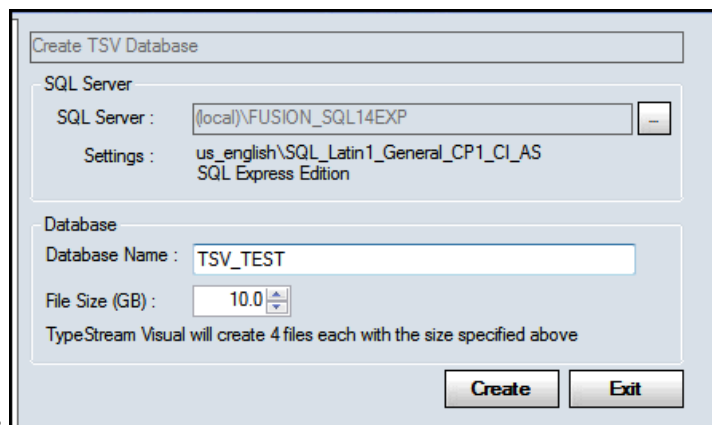 Create TSV Database
SQL Server
SQL Server : (local)\FUSION_SQL14EXP ...
Settings : us_english\SQL_Latin1_General_CP1_CI_AS
SQL Express Edition
Database
Database Name : TSV_TEST
File Size (GB) : 10.0
TypeStream Visual will create 4 files each with the size specified above
Create Exit